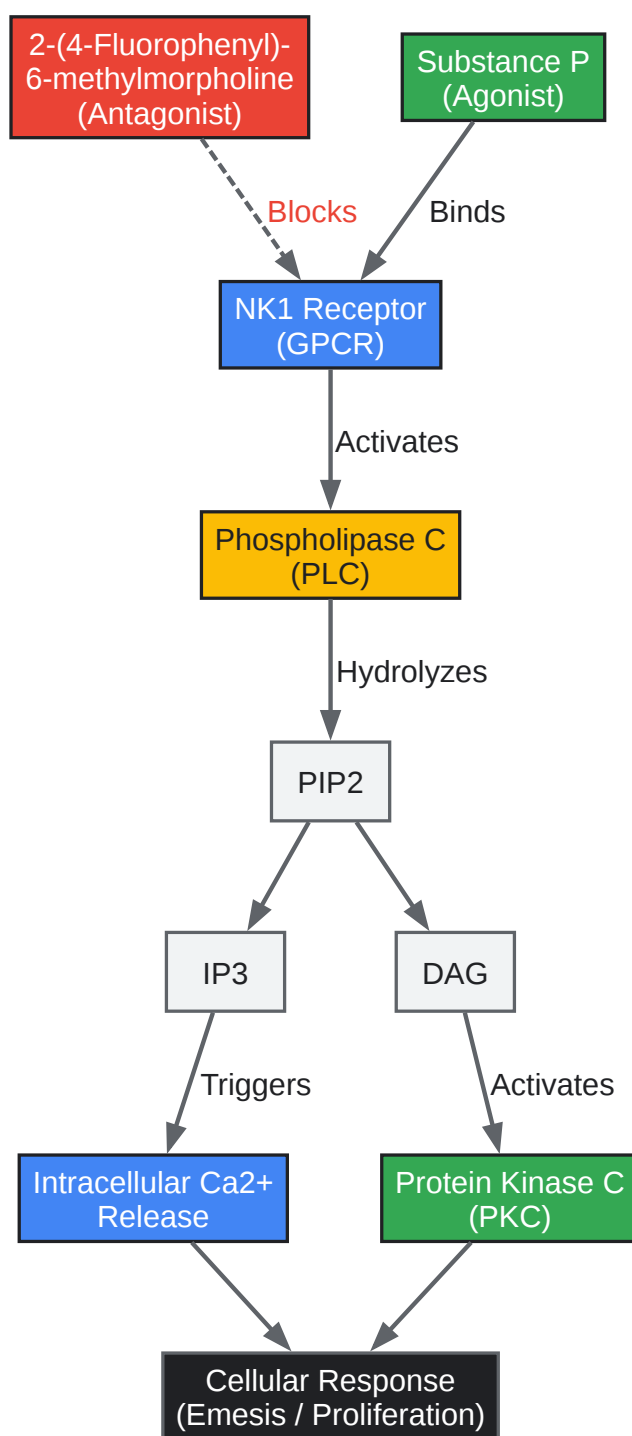 2-(4-Fluorophenyl)-
6-methylmorpholine
(Antagonist)
Substance P
(Agonist)
Blocks
Binds
NK1 Receptor
(GPCR)
Activates
Phospholipase C
(PLC)
Hydrolyzes
PIP2
IP3
DAG
Triggers
Activates
Intracellular Ca2+
Release
Protein Kinase C
(PKC)
Cellular Response
(Emesis / Proliferation)